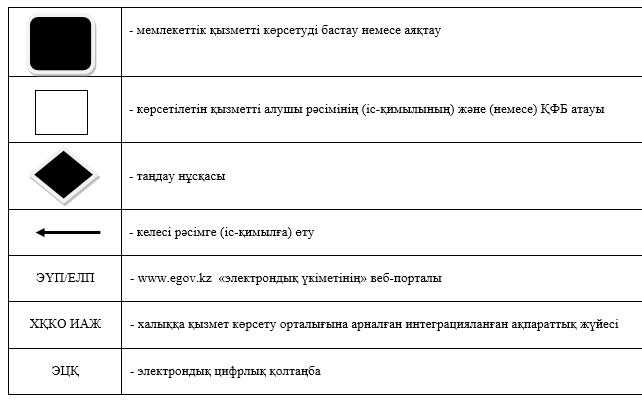 - мемлекеттік қызметті көрсетуді бастау немесе аяқтау
- көрсетілетін қызметті алушы рәсімінің (іс-қимылының) және (немесе) ҚФБ атауы
- таңдау нұсқасы
- келесі рәсімге (іс-қимылға) өту
ЭҮП/ЕЛП - www.egov.kz «электрондық үкіметінің» веб-порталы
ХҚКО ИАЖ - халыққа қызмет көрсету орталығына арналған интеграцияланған ақпараттық жүйесі
ЭЦҚ - электрондық цифрлық қолтаңба